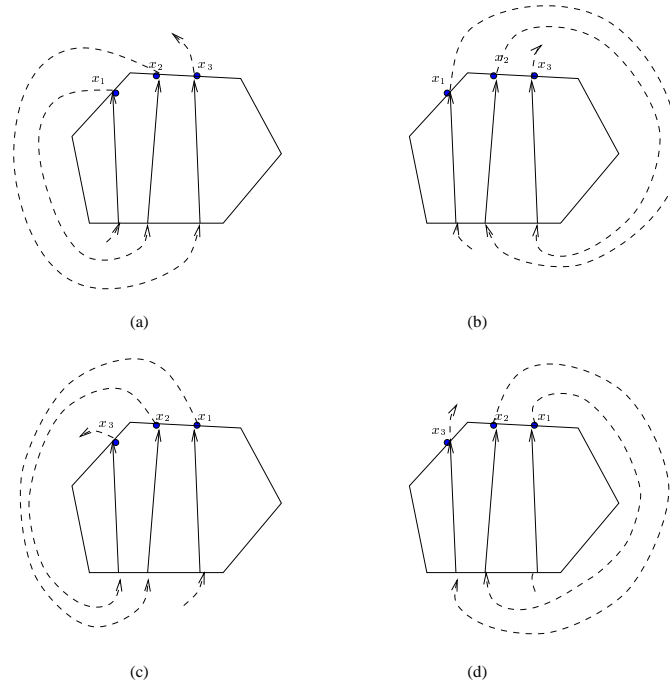 x₁ x₂ x₃
x₁ x₂ x₃
(a) (b)
x₃ x₂ x₁
x₃ x₂ x₁
(c) (d)